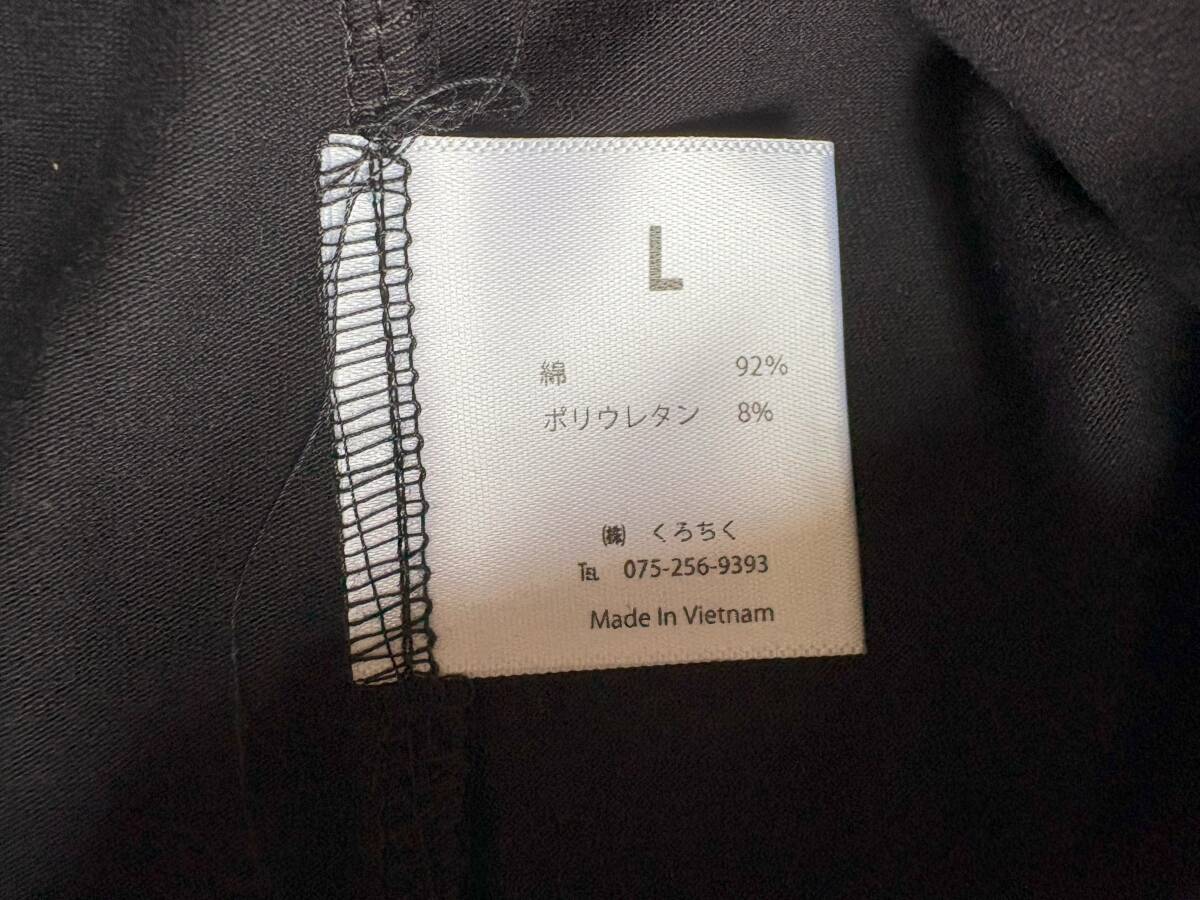 L
綿 92%
ポリウレタン 8%
㈱ くろちく
℡ 075-256-9393
Made In Vietnam